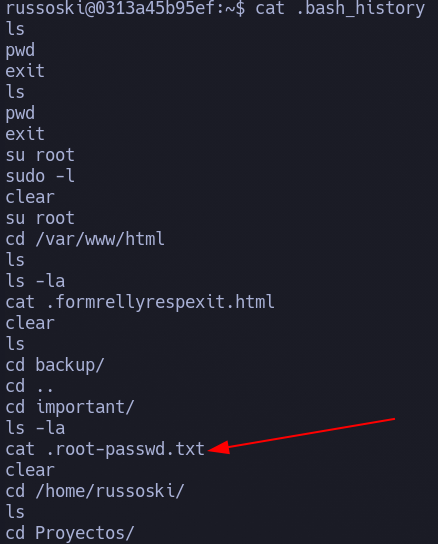 russoski@0313a45b95ef:~$ cat .bash_history
ls
pwd
exit
ls
pwd
exit
su root
sudo -l
clear
su root
cd /var/www/html
ls
ls -la
cat .formrellyrespexit.html
clear
ls
cd backup/
cd ..
cd important/
ls -la
cat .root-passwd.txt
clear
cd /home/russoski/
ls
cd Proyectos/